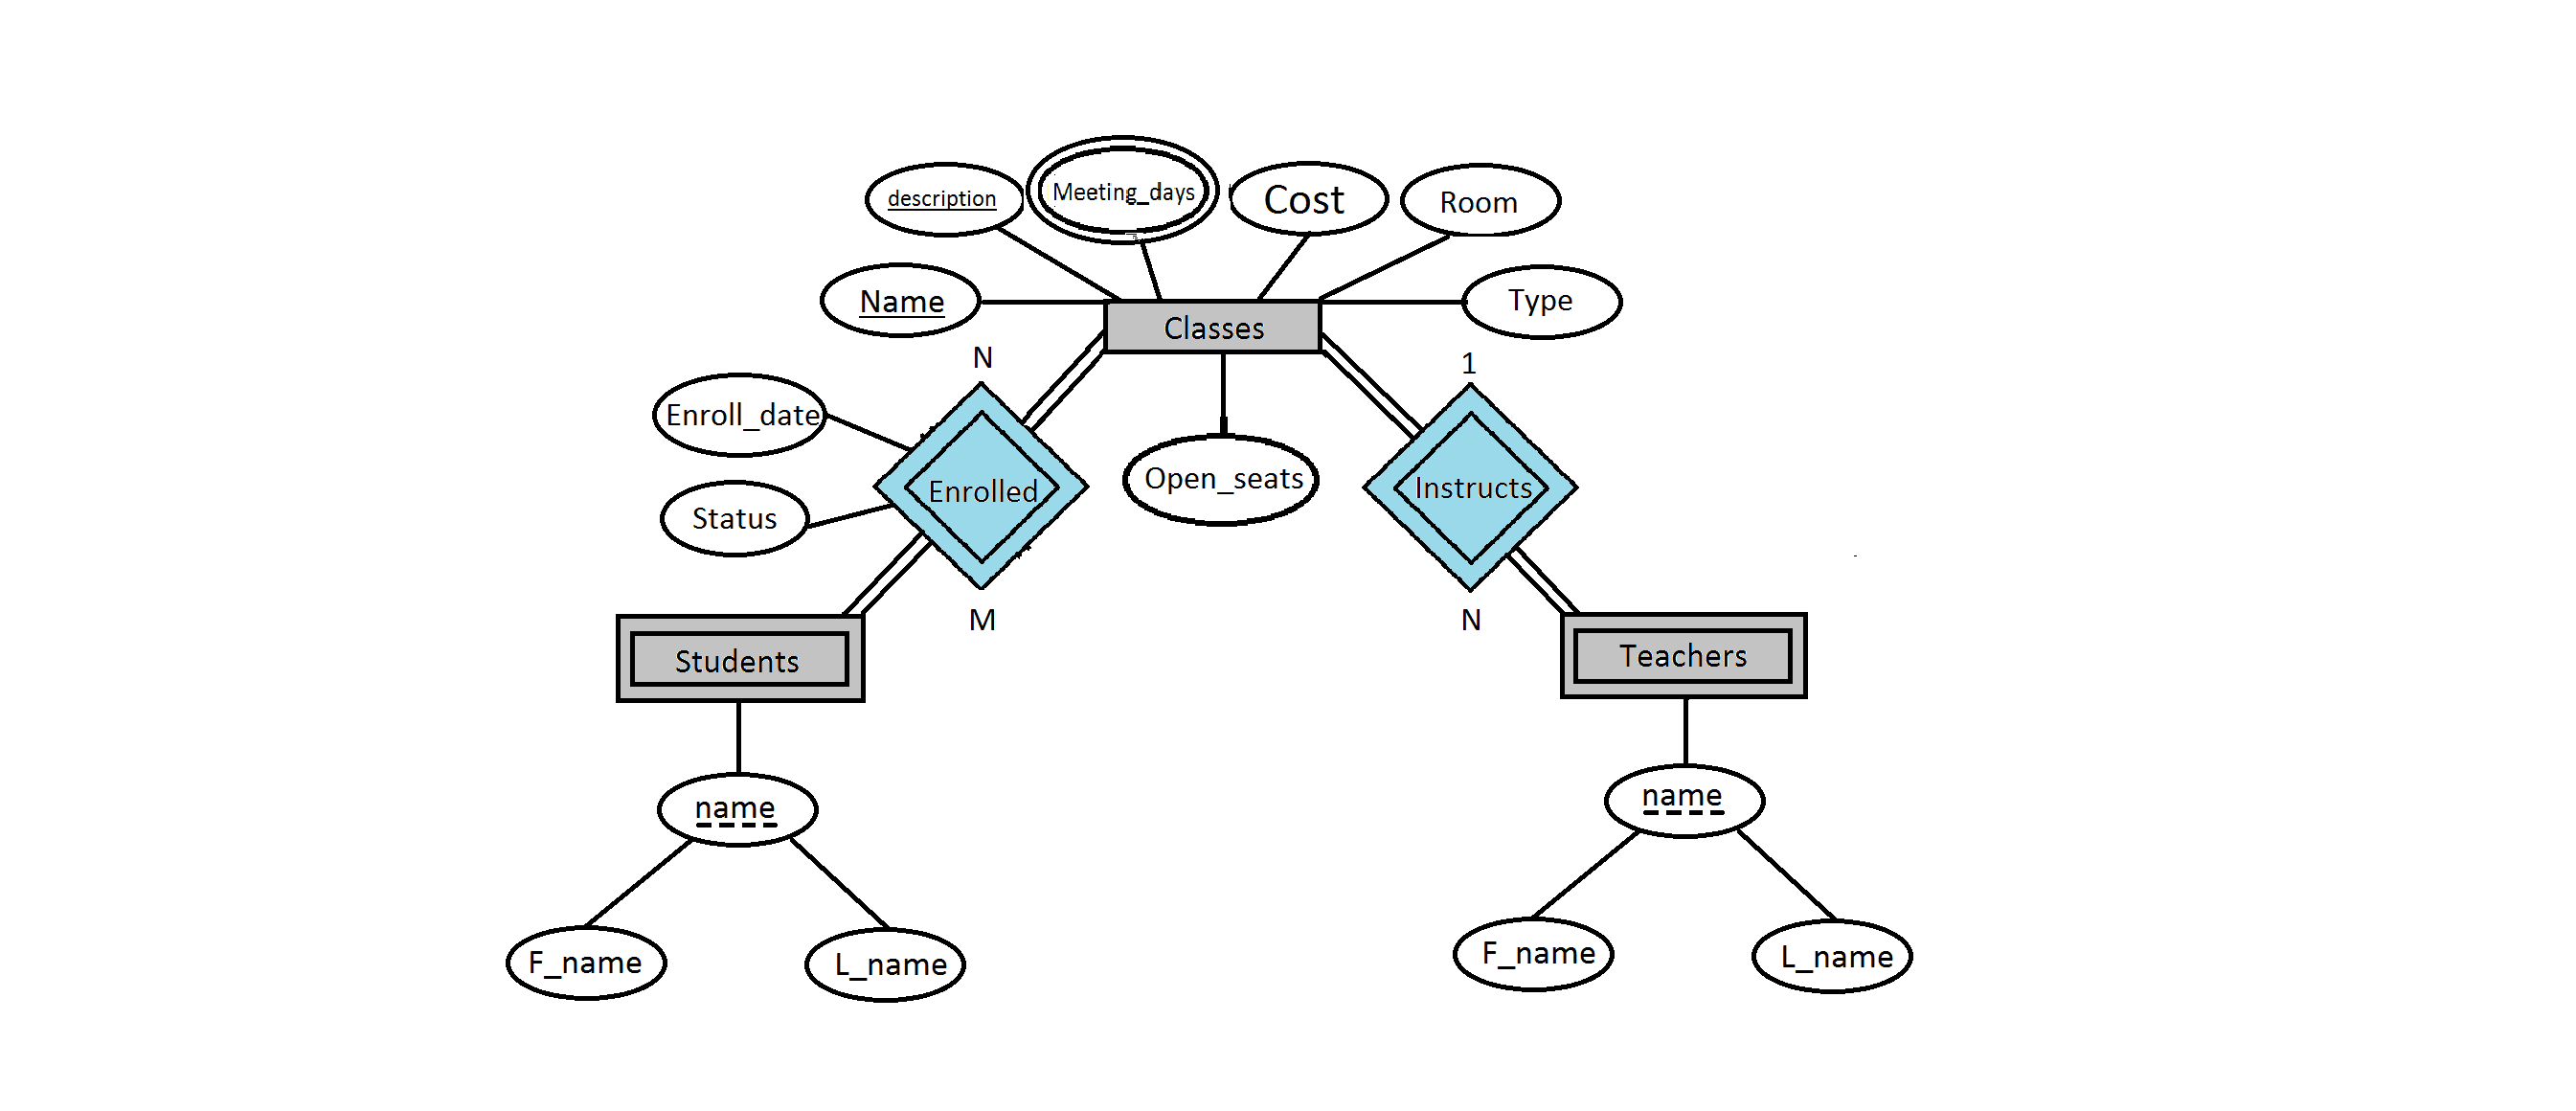 description
Meeting_days
Cost
Room
Name
Type
Classes
N
1
Enroll_date
Open_seats
Enrolled
Instructs
Status
M
N
Students
Teachers
name
name
F_name
L_name
F_name
L_name